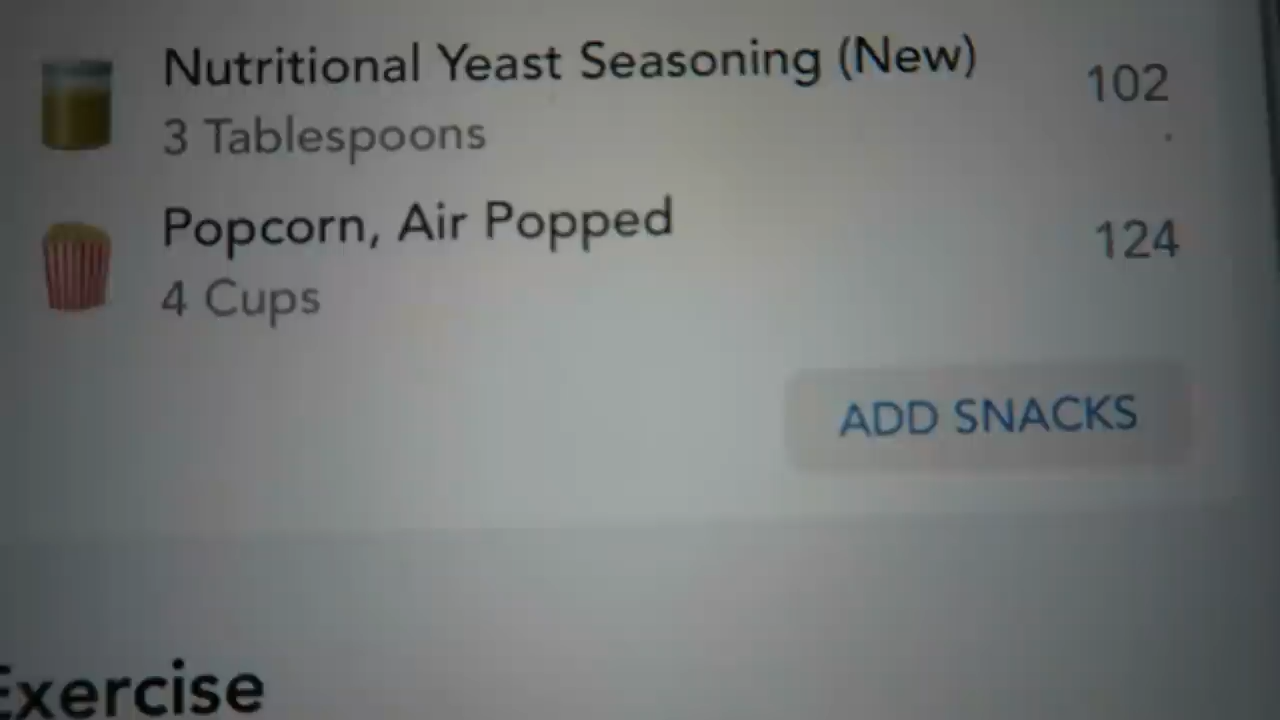 Nutritional Yeast Seasoning (New)
102
3 Tablespoons
Popcorn, Air Popped
124
4 Cups
ADD SNACKS
Exercise